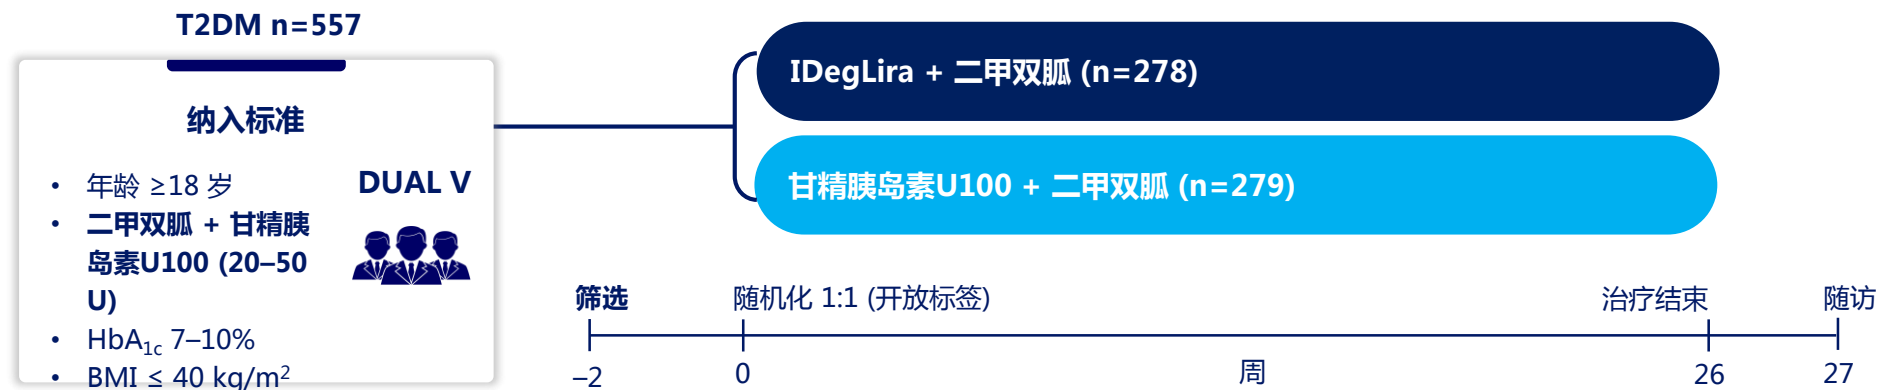 T2DM n=557
纳入标准
• 年龄 ≥18 岁
• 二甲双胍 + 甘精胰
岛素U100 (20–50
U)
• HbA1c 7–10%
• BMI ≤ 40 kg/m2
DUAL V
IDegLira + 二甲双胍 (n=278)
甘精胰岛素U100 + 二甲双胍 (n=279)
筛选
随机化 1:1 (开放标签)
治疗结束
随访
–2
0
周
26
27